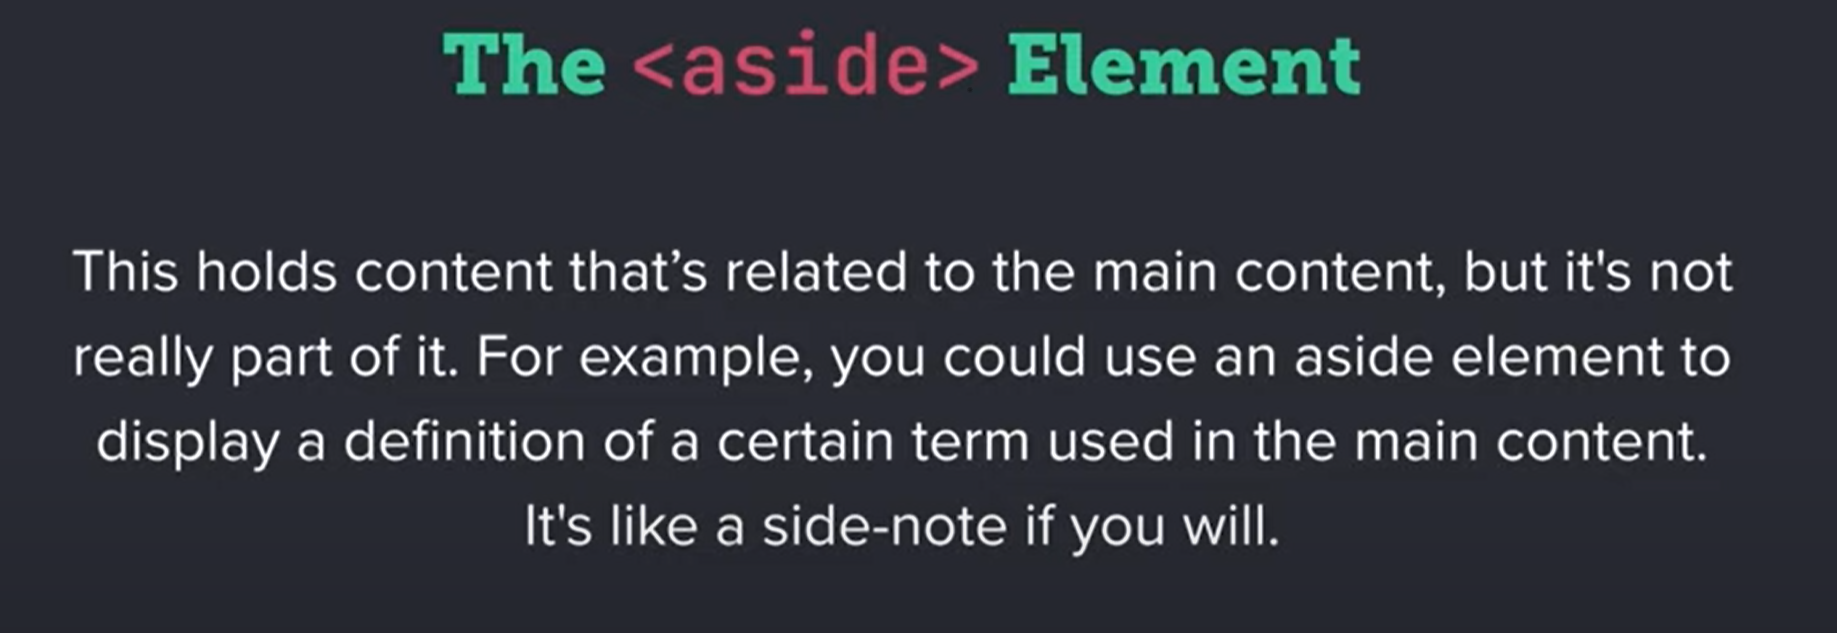 The <aside> Element
This holds content that’s related to the main content, but it's not
really part of it. For example, you could use an aside element to
display a definition of a certain term used in the main content.
It's like a side-note if you will.